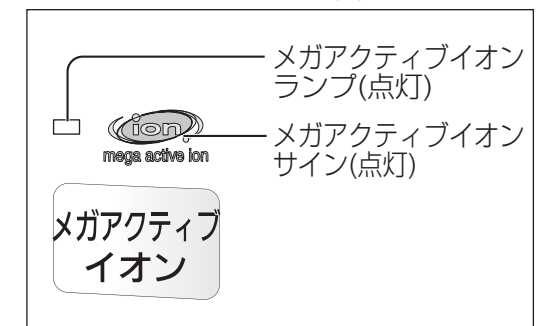 メガアクティブイオン
ランプ(点灯)
ion
mega active ion
メガアクティブイオン
サイン(点灯)
メガアクティブ
イオン